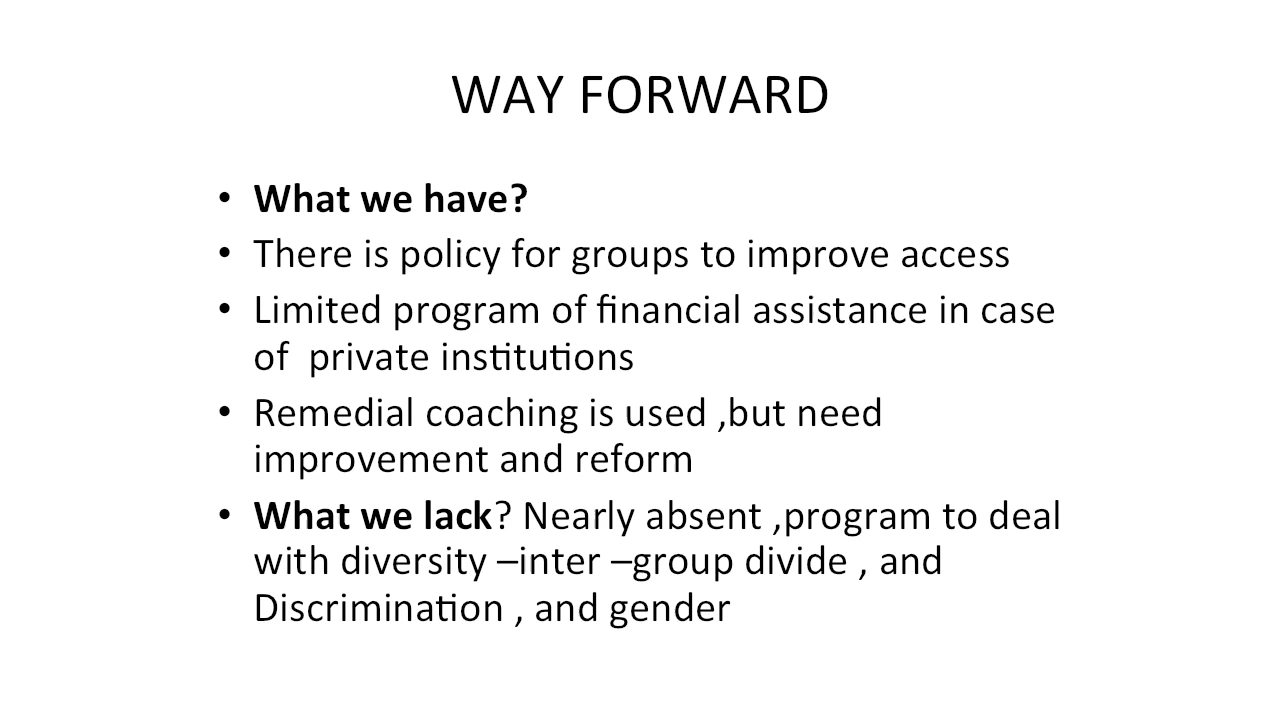 WAY FORWARD
• What we have?
• There is policy for groups to improve access
• Limited program of financial assistance in case
of  private institutions
• Remedial coaching is used ,but need
improvement and reform
• What we lack? Nearly absent ,program to deal
with diversity –inter –group divide , and
Discrimination , and gender